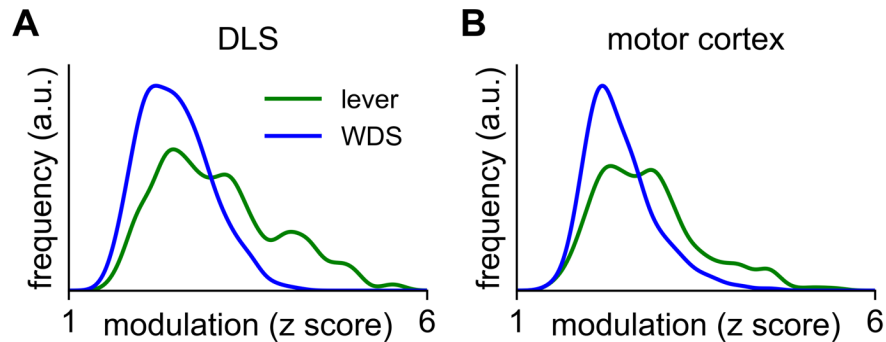 A
DLS
frequency (a.u.)
lever
WDS
1
modulation (z score)
6
B
motor cortex
frequency (a.u.)
1
modulation (z score)
6